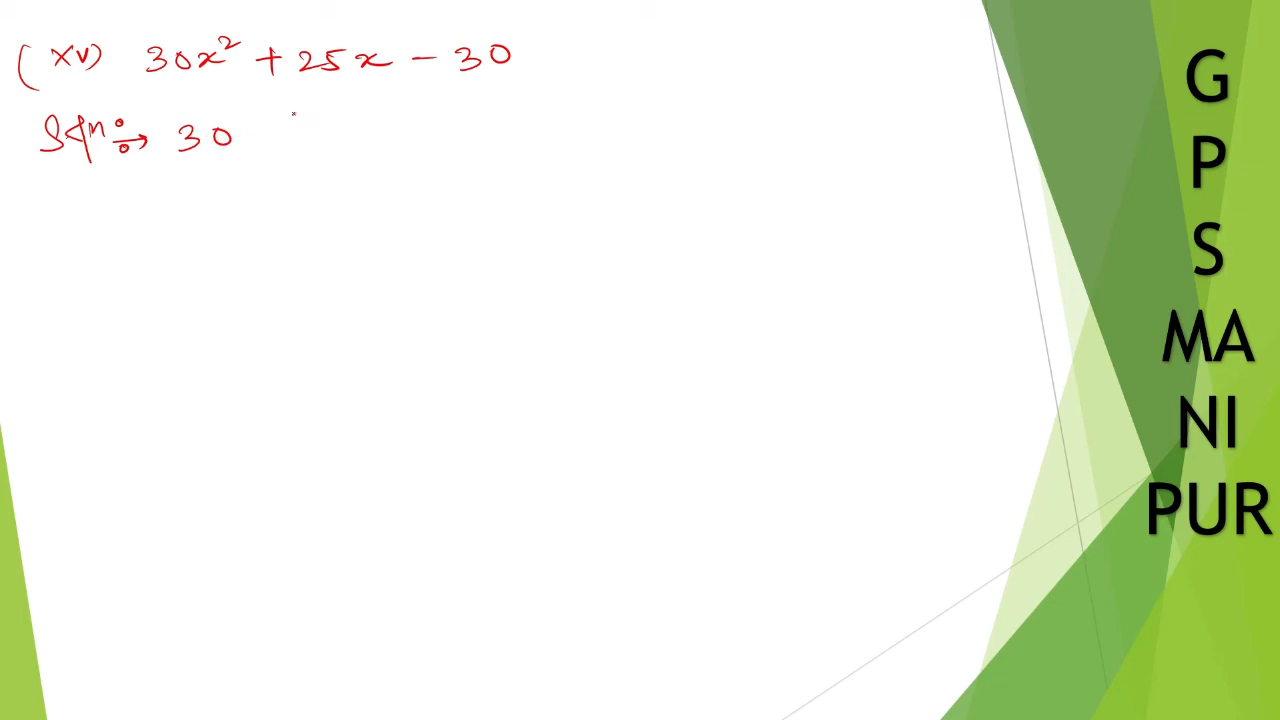 (xv) 30x² + 25x - 30
Solⁿ :→ 30
G
P
S
MA
NI
PUR